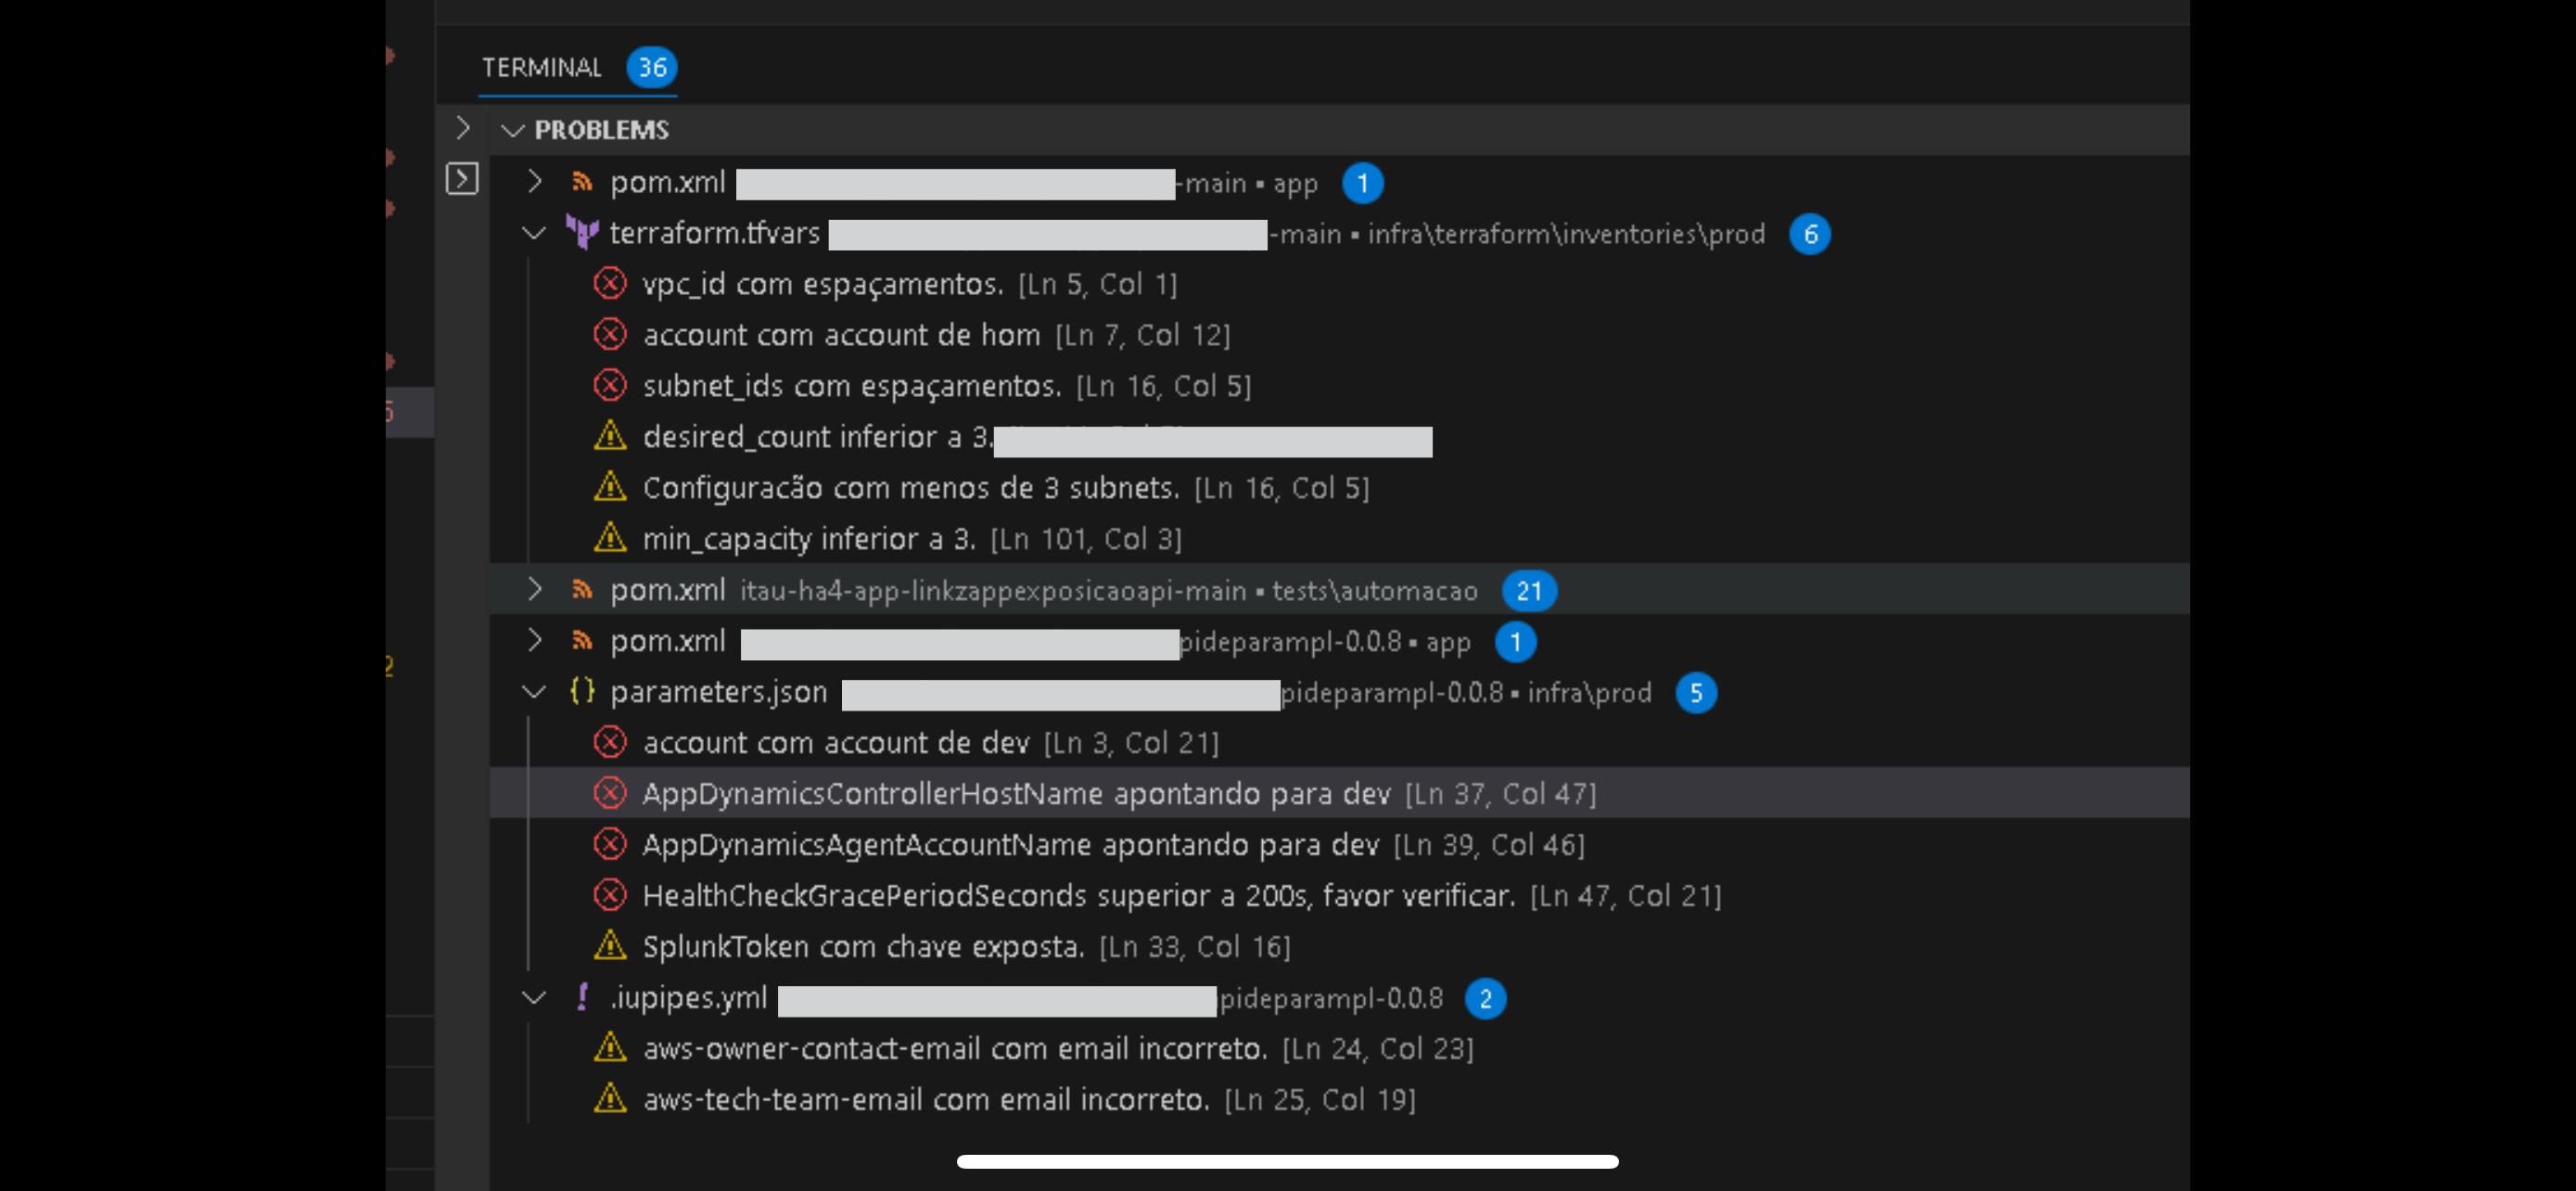 TERMINAL 36
PROBLEMS
pom.xml -main ▪ app 1
terraform.tfvars -main ▪ infra\terraform\inventories\prod 6
vpc_id com espaçamentos. [Ln 5, Col 1]
account com account de hom [Ln 7, Col 12]
subnet_ids com espaçamentos. [Ln 16, Col 5]
desired_count inferior a 3.
Configuracão com menos de 3 subnets. [Ln 16, Col 5]
min_capacity inferior a 3. [Ln 101, Col 3]
pom.xml itau-ha4-app-linkzappexposicaoapi-main ▪ tests\automacao 21
pom.xml pideparampl-0.0.8 ▪ app 1
{} parameters.json pideparampl-0.0.8 ▪ infra\prod 5
account com account de dev [Ln 3, Col 21]
AppDynamicsControllerHostName apontando para dev [Ln 37, Col 47]
AppDynamicsAgentAccountName apontando para dev [Ln 39, Col 46]
HealthCheckGracePeriodSeconds superior a 200s, favor verificar. [Ln 47, Col 21]
SplunkToken com chave exposta. [Ln 33, Col 16]
! .iupipes.yml pideparampl-0.0.8 2
aws-owner-contact-email com email incorreto. [Ln 24, Col 23]
aws-tech-team-email com email incorreto. [Ln 25, Col 19]